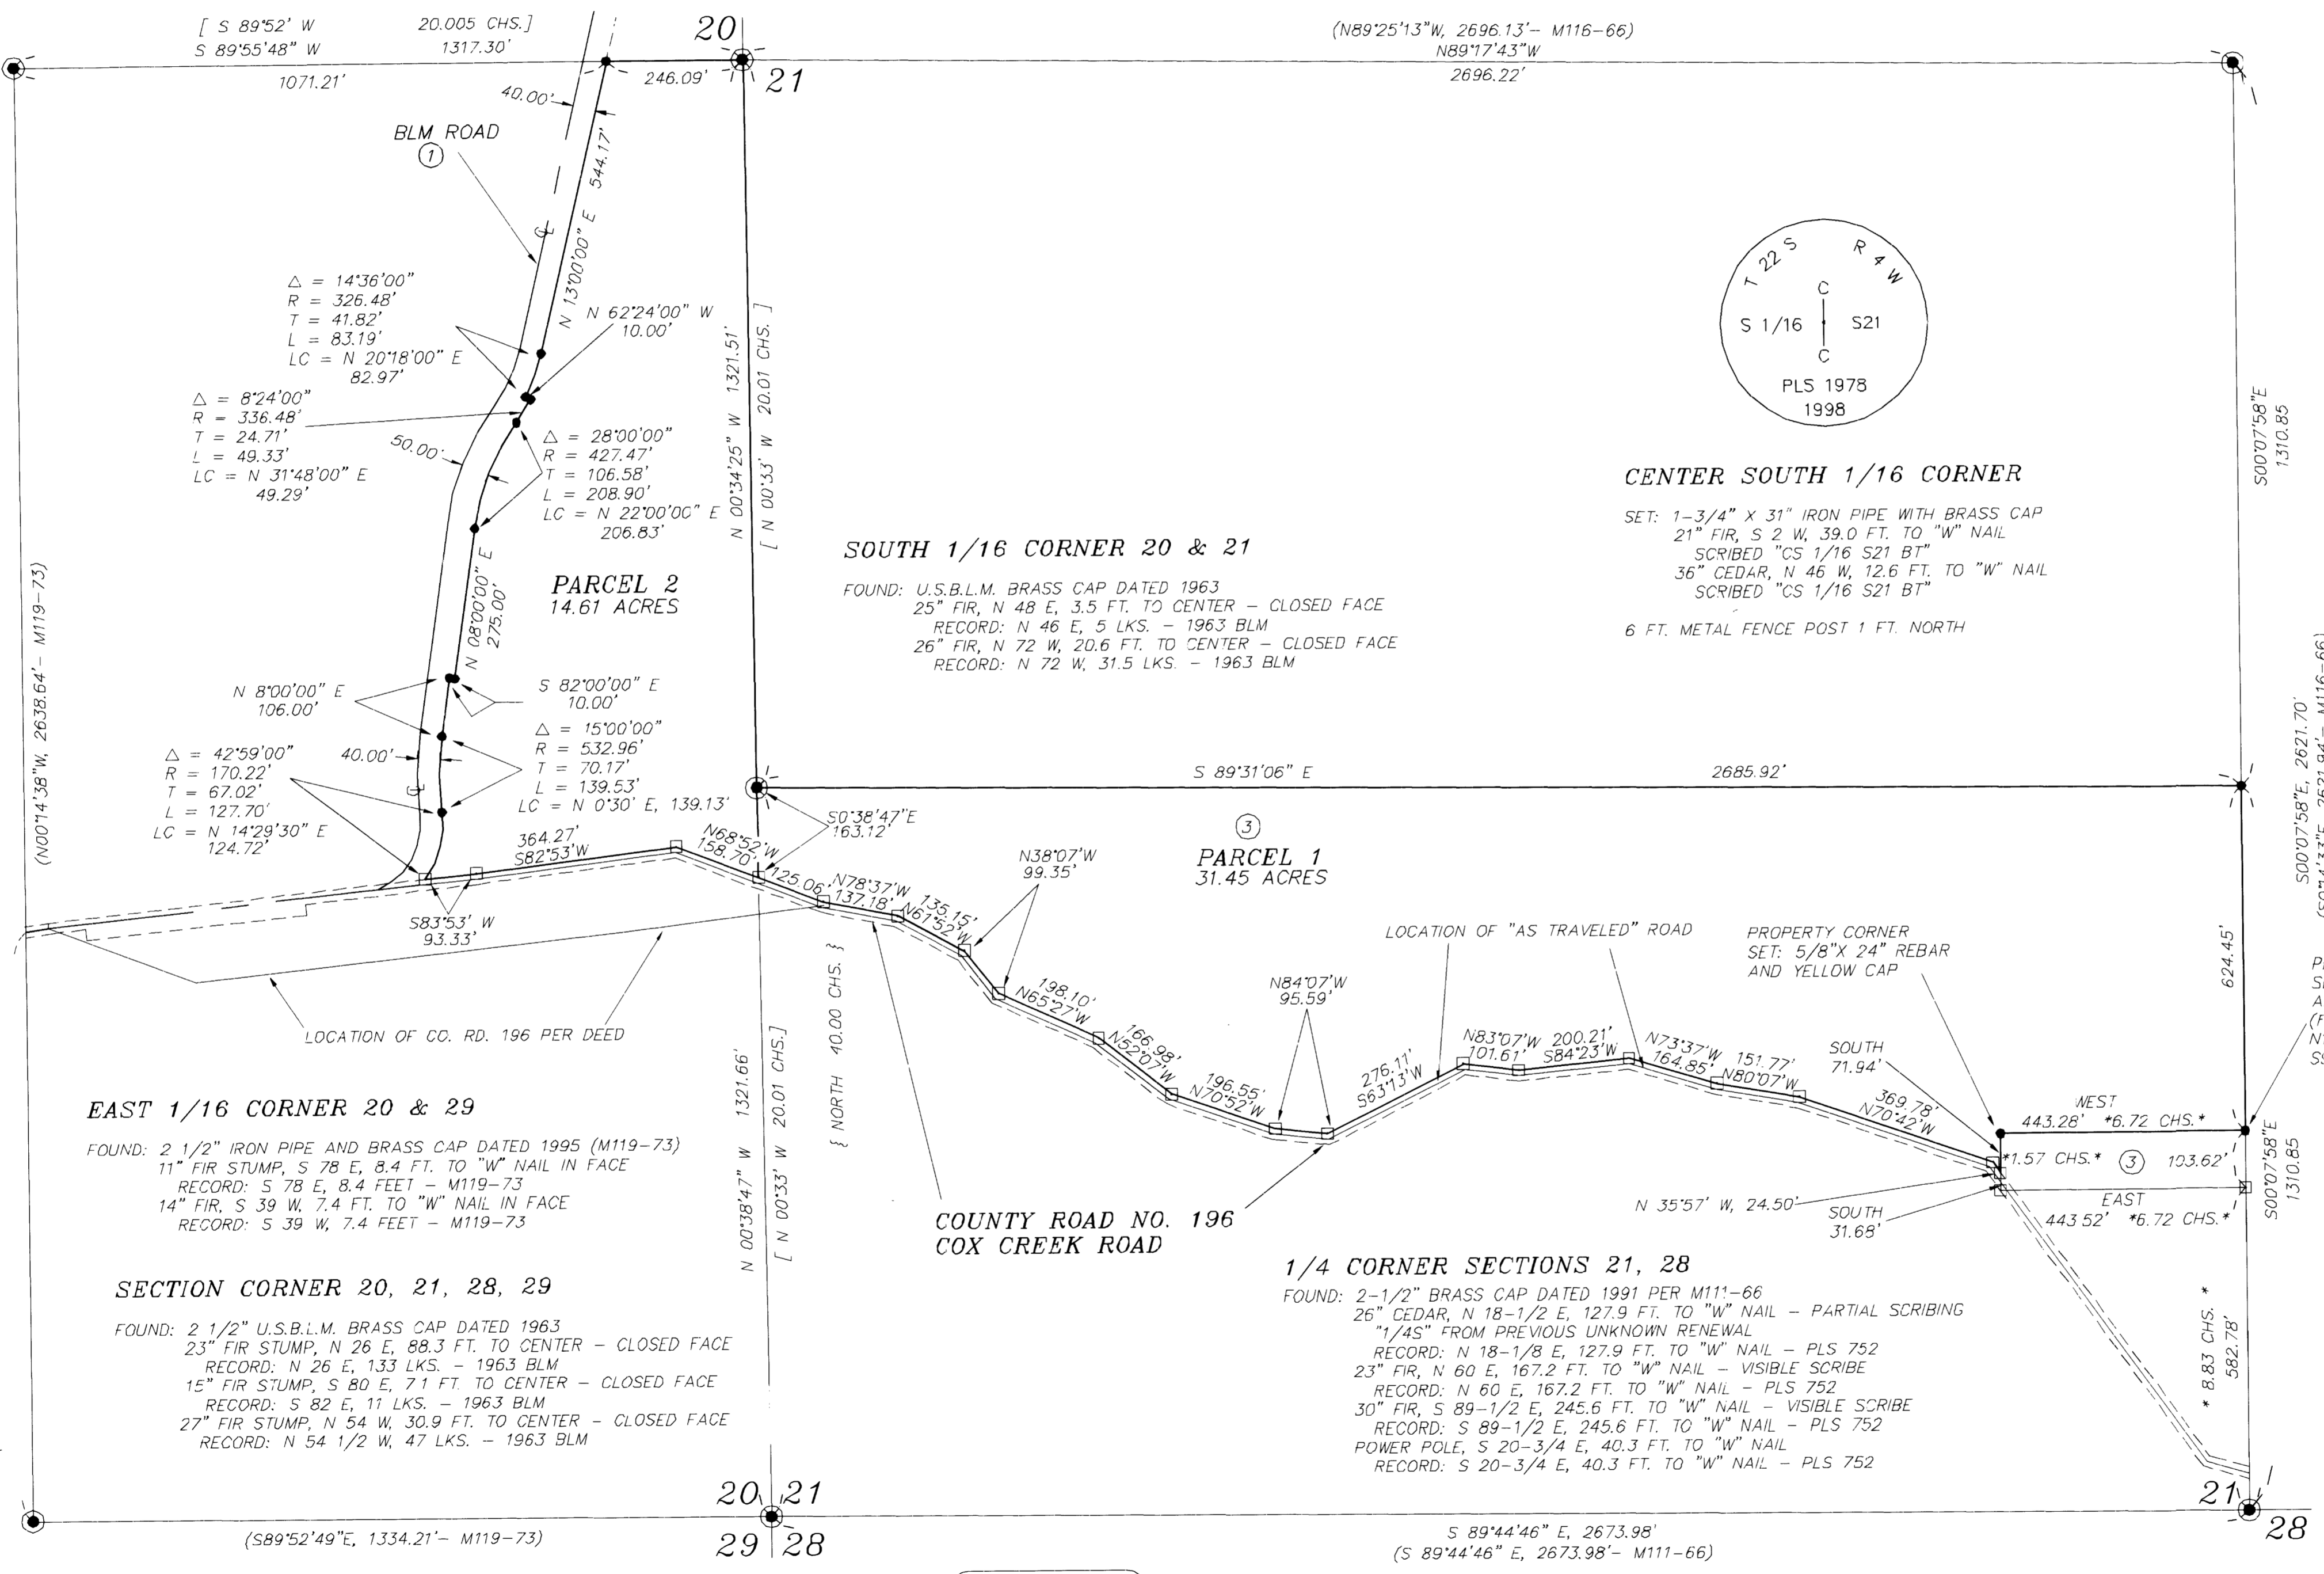 [ S 89°52' W 20.005 CHS.]
S 89°55'48" W 1317.30'
1071.21'
246.09'
20
21
(N89°25'13"W, 2696.13'- M116-66)
N89°17'43"W
2696.22'
40.00'
BLM ROAD
1
544.17'
N 13°00'00" E
△ = 14°36'00"
R = 326.48'
T = 41.82'
L = 83.19'
LC = N 20°18'00" E
82.97'
N 62°24'00" W
10.00'
△ = 8°24'00"
R = 336.48'
T = 24.71'
L = 49.33'
LC = N 31°48'00" E
49.29'
50.00'
△ = 28°00'00"
R = 427.47'
T = 106.58'
L = 208.90'
LC = N 22°00'00" E
206.83'
N 00°34'25" W 1321.51'
[ N 00°33' W 20.01 CHS. ]
T 22 S R 4 W
C
S 1/16 S21
C
PLS 1978
1998
S00°07'58"E
1310.85
CENTER SOUTH 1/16 CORNER
SET: 1-3/4" X 31" IRON PIPE WITH BRASS CAP
21" FIR, S 2 W, 39.0 FT. TO "W" NAIL
SCRIBED "CS 1/16 S21 BT"
36" CEDAR, N 46 W, 12.6 FT. TO "W" NAIL
SCRIBED "CS 1/16 S21 BT"
6 FT. METAL FENCE POST 1 FT. NORTH
SOUTH 1/16 CORNER 20 & 21
FOUND: U.S.B.L.M. BRASS CAP DATED 1963
25" FIR, N 48 E, 3.5 FT. TO CENTER - CLOSED FACE
RECORD: N 46 E, 5 LKS. - 1963 BLM
26" FIR, N 72 W, 20.6 FT. TO CENTER - CLOSED FACE
RECORD: N 72 W, 31.5 LKS. - 1963 BLM
(N00°14'38"W, 2638.64'- M119-73)
N 08°00'00" E
275.00'
PARCEL 2
14.61 ACRES
N 8°00'00" E
106.00'
S 82°00'00" E
10.00'
△ = 15°00'00"
R = 532.96'
T = 70.17'
L = 139.53'
LC = N 0°30' E, 139.13'
△ = 42°59'00"
R = 170.22'
T = 67.02'
L = 127.70'
LC = N 14°29'30" E
124.72'
40.00'
S 89°31'06" E 2685.92'
S00°07'58"E, 2621.70'
M116-66)
S0°38'47"E
163.12'
3
PARCEL 1
31.45 ACRES
364.27'
S82°53'W
N68°52'W
158.70'
S83°53' W
93.33'
125.06'
N78°37'W
137.18'
135.15'
N61°52'W
N38°07'W
99.35'
198.10'
N65°27'W
166.98'
N52°07'W
196.55'
N70°52'W
N84°07'W
95.59'
276.11'
S63°13'W
LOCATION OF "AS TRAVELED" ROAD
N83°07'W
101.61'
200.21'
S84°23'W
N73°37'W
164.85'
151.77'
N80°07'W
369.78'
N70°42'W
PROPERTY CORNER
SET: 5/8"X 24" REBAR
AND YELLOW CAP
624.45'
SOUTH
71.94'
WEST
443.28' *6.72 CHS.*
*1.57 CHS.* 3 103.62'
EAST
443.52' *6.72 CHS.*
N 35°57' W, 24.50'
SOUTH
31.68'
S00°07'58"E
1310.85
* 8.83 CHS. *
582.78'
LOCATION OF CO. RD. 196 PER DEED
} NORTH 40.00 CHS. }
N 00°38'47" W 1321.66'
[ N 00°33' W 20.01 CHS.]
COUNTY ROAD NO. 196
COX CREEK ROAD
EAST 1/16 CORNER 20 & 29
FOUND: 2 1/2" IRON PIPE AND BRASS CAP DATED 1995 (M119-73)
11" FIR STUMP, S 78 E, 8.4 FT. TO "W" NAIL IN FACE
RECORD: S 78 E, 8.4 FEET - M119-73
14" FIR, S 39 W, 7.4 FT. TO "W" NAIL IN FACE
RECORD: S 39 W, 7.4 FEET - M119-73
SECTION CORNER 20, 21, 28, 29
FOUND: 2 1/2" U.S.B.L.M. BRASS CAP DATED 1963
23" FIR STUMP, N 26 E, 88.3 FT. TO CENTER - CLOSED FACE
RECORD: N 26 E, 133 LKS. - 1963 BLM
15" FIR STUMP, S 80 E, 7.1 FT. TO CENTER - CLOSED FACE
RECORD: S 82 E, 11 LKS. - 1963 BLM
27" FIR STUMP, N 54 W, 30.9 FT. TO CENTER - CLOSED FACE
RECORD: N 54 1/2 W, 47 LKS. - 1963 BLM
1/4 CORNER SECTIONS 21, 28
FOUND: 2-1/2" BRASS CAP DATED 1991 PER M111-66
26" CEDAR, N 18-1/2 E, 127.9 FT. TO "W" NAIL - PARTIAL SCRIBING
"1/4S" FROM PREVIOUS UNKNOWN RENEWAL
RECORD: N 18-1/8 E, 127.9 FT. TO "W" NAIL - PLS 752
23" FIR, N 60 E, 167.2 FT. TO "W" NAIL - VISIBLE SCRIBE
RECORD: N 60 E, 167.2 FT. TO "W" NAIL - PLS 752
30" FIR, S 89-1/2 E, 245.6 FT. TO "W" NAIL - VISIBLE SCRIBE
RECORD: S 89-1/2 E, 245.6 FT. TO "W" NAIL - PLS 752
POWER POLE, S 20-3/4 E, 40.3 FT. TO "W" NAIL
RECORD: S 20-3/4 E, 40.3 FT. TO "W" NAIL - PLS 752
20 21
29 28
21
28
(S89°52'49"E, 1334.21'- M119-73)
S 89°44'46" E, 2673.98'
(S 89°44'46" E, 2673.98'- M111-66)